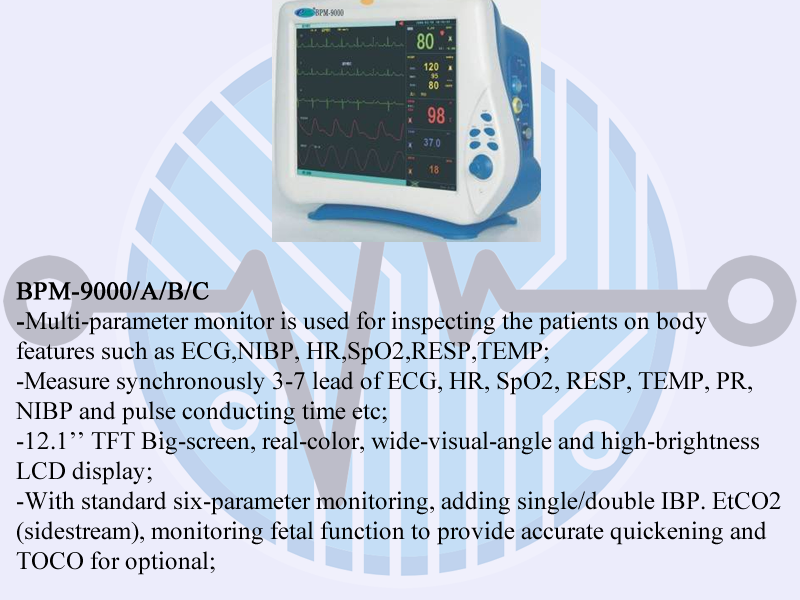 BPM-9000
80
120
95
80
98
37.0
18
BPM-9000/A/B/C
-Multi-parameter monitor is used for inspecting the patients on body
features such as ECG,NIBP, HR,SpO2,RESP,TEMP;
-Measure synchronously 3-7 lead of ECG, HR, SpO2, RESP, TEMP, PR,
NIBP and pulse conducting time etc;
-12.1’’ TFT Big-screen, real-color, wide-visual-angle and high-brightness
LCD display;
-With standard six-parameter monitoring, adding single/double IBP. EtCO2
(sidestream), monitoring fetal function to provide accurate quickening and
TOCO for optional;